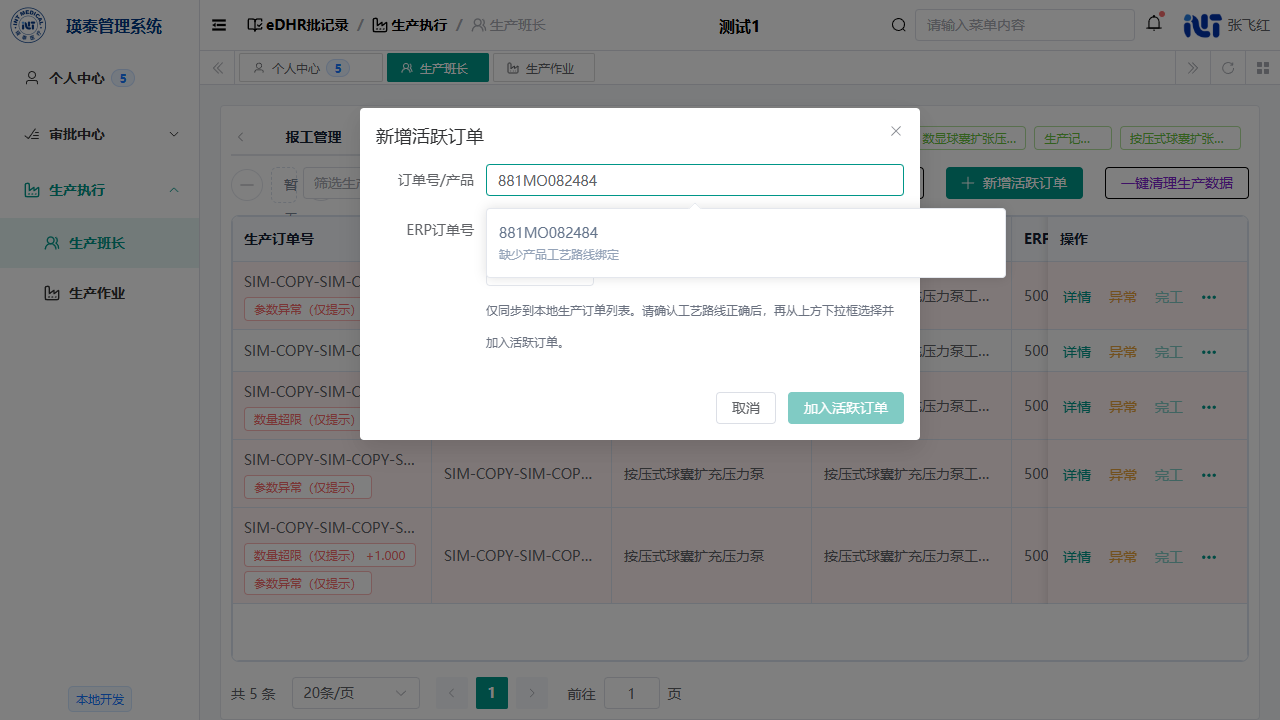 瑛泰管理系统
eDHR批记录 / 生产执行 / 生产班长
测试1
请输入菜单内容
张飞红
个人中心 5
审批中心
生产执行
生产班长
生产作业
本地开发
个人中心 5
生产班长
生产作业
报工管理
数显球囊扩张压...
生产记...
按压式球囊扩张...
暂
筛选生产
新增活跃订单
一键清理生产数据
生产订单号
ERP
操作
SIM-COPY-SIM-C
参数异常（仅提示）
压力泵工...
500
详情 异常 完工
SIM-COPY-SIM-C
压力泵工...
500
详情 异常 完工
SIM-COPY-SIM-C
数量超限（仅提示）
压力泵工...
500
详情 异常 完工
SIM-COPY-SIM-COPY-S...
参数异常（仅提示）
SIM-COPY-SIM-COP...
按压式球囊扩充压力泵
按压式球囊扩充压力泵工...
500
详情 异常 完工
SIM-COPY-SIM-COPY-S...
数量超限（仅提示） +1.000
参数异常（仅提示）
SIM-COPY-SIM-COP...
按压式球囊扩充压力泵
按压式球囊扩充压力泵工...
500
详情 异常 完工
共 5 条
20条/页
1
前往 1 页
新增活跃订单
订单号/产品
881MO082484
ERP订单号
881MO082484
缺少产品工艺路线绑定
仅同步到本地生产订单列表。请确认工艺路线正确后，再从上方下拉框选择并
加入活跃订单。
取消
加入活跃订单